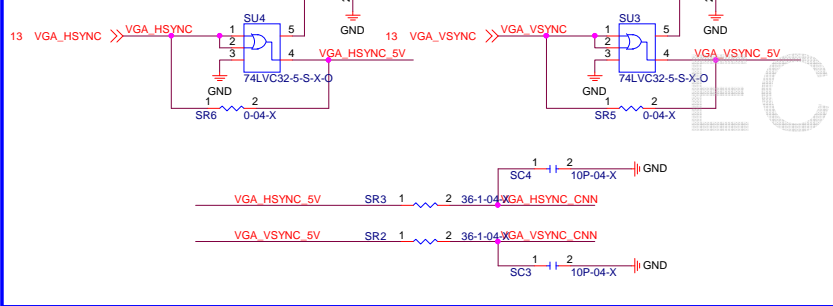 2 2
GND GND
SU4 SU3
13 VGA_HSYNC VGA_HSYNC 1 5 13 VGA_VSYNC VGA_VSYNC 1 5
2 2
3 4 VGA_HSYNC_5V 3 4 VGA_VSYNC_5V
74LVC32-5-S-X-O 74LVC32-5-S-X-O
GND GND
1 2 1 2
SR6 0-04-X SR5 0-04-X
EC
1 2 GND
SC4 10P-04-X
VGA_HSYNC_5V SR3 1 2 36-1-04-X VGA_HSYNC_CNN
VGA_VSYNC_5V SR2 1 2 36-1-04-X VGA_VSYNC_CNN
1 2 GND
SC3 10P-04-X